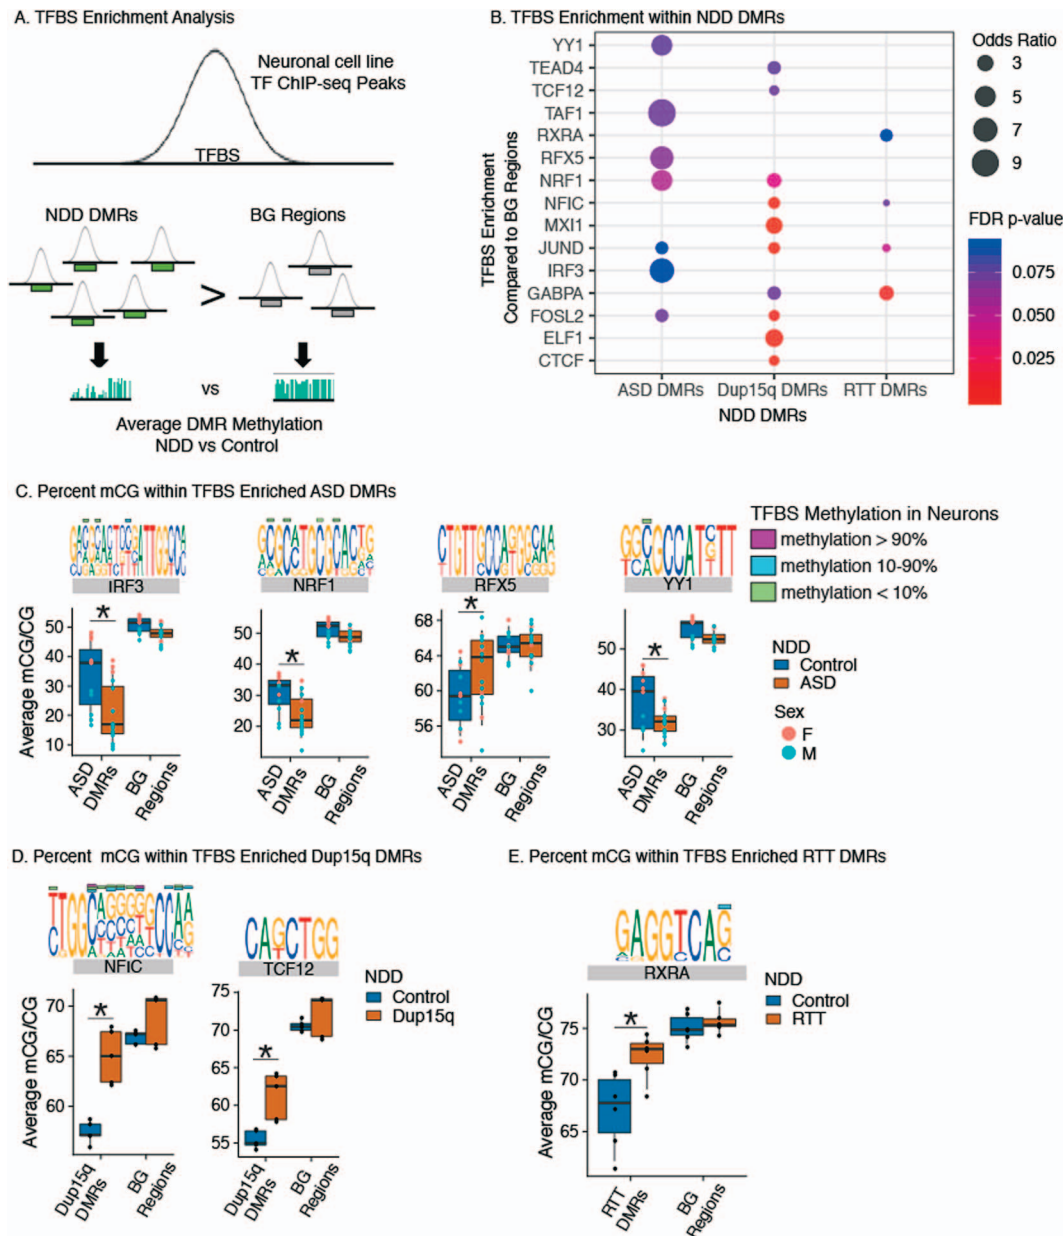 A. TFBS Enrichment Analysis
Neuronal cell line
TF ChIP-seq Peaks
TFBS
NDD DMRs
BG Regions
>
vs
Average DMR Methylation
NDD vs Control
B. TFBS Enrichment within NDD DMRs
TFBS Enrichment
Compared to BG Regions
YY1
TEAD4
TCF12
TAF1
RXRA
RFX5
NRF1
NFIC
MXI1
JUND
IRF3
GABPA
FOSL2
ELF1
CTCF
ASD DMRs
Dup15q DMRs
RTT DMRs
NDD DMRs
Odds Ratio
3
5
7
9
FDR p-value
0.075
0.050
0.025
C. Percent mCG within TFBS Enriched ASD DMRs
IRF3
NRF1
CTGTTGCCA
RFX5
YY1
TFBS Methylation in Neurons
methylation > 90%
methylation 10-90%
methylation < 10%
Average mCG/CG
50
40
30
20
10
*
ASD
DMRs
BG
Regions
50
40
30
20
*
ASD
DMRs
BG
Regions
68
64
60
56
*
ASD
DMRs
BG
Regions
50
40
30
*
ASD
DMRs
BG
Regions
NDD
Control
ASD
Sex
F
M
D. Percent mCG within TFBS Enriched Dup15q DMRs
NFIC
CAGCTGG
TCF12
NDD
Control
Dup15q
Average mCG/CG
70
65
60
*
Dup15q
DMRs
BG
Regions
75
70
65
60
55
*
Dup15q
DMRs
BG
Regions
E. Percent mCG within TFBS Enriched RTT DMRs
GAGGTCAG
RXRA
NDD
Control
RTT
Average mCG/CG
75
70
65
*
RTT
DMRs
BG
Regions